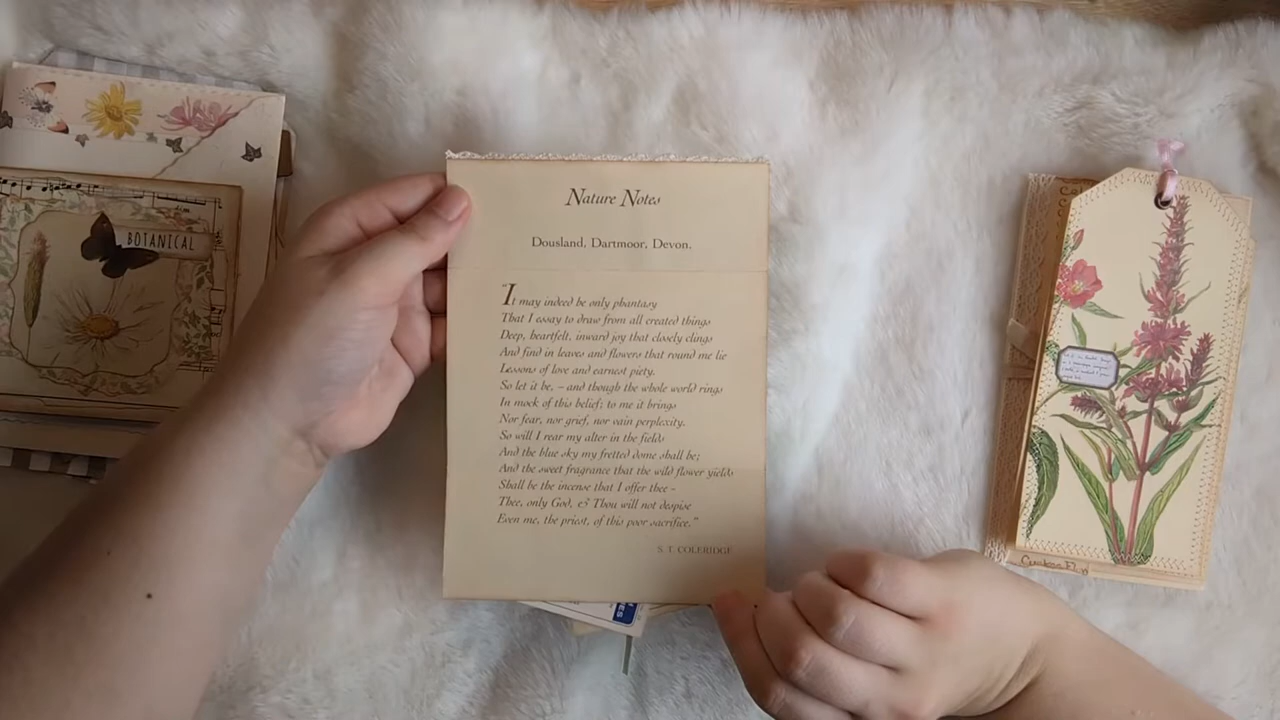 BOTANICAL
Nature Notes
Dousland, Dartmoor, Devon.
"It may indeed be only phantasy
That I essay to draw from all created things
Deep, heartfelt, inward joy that closely clings
And find in leaves and flowers that round me lie
Lessons of love and earnest piety.
So let it be, – and though the whole world rings
In mock of this belief; to me it brings
Nor fear, nor grief, nor vain perplexity.
So will I rear my alter in the fields
And the blue sky my fretted dome shall be;
And the sweet fragrance that the wild flower yields
Shall be the incense that I offer thee –
Thee, only God, & Thou will not despise
Even me, the priest, of this poor sacrifice."
S. T. COLERIDGE